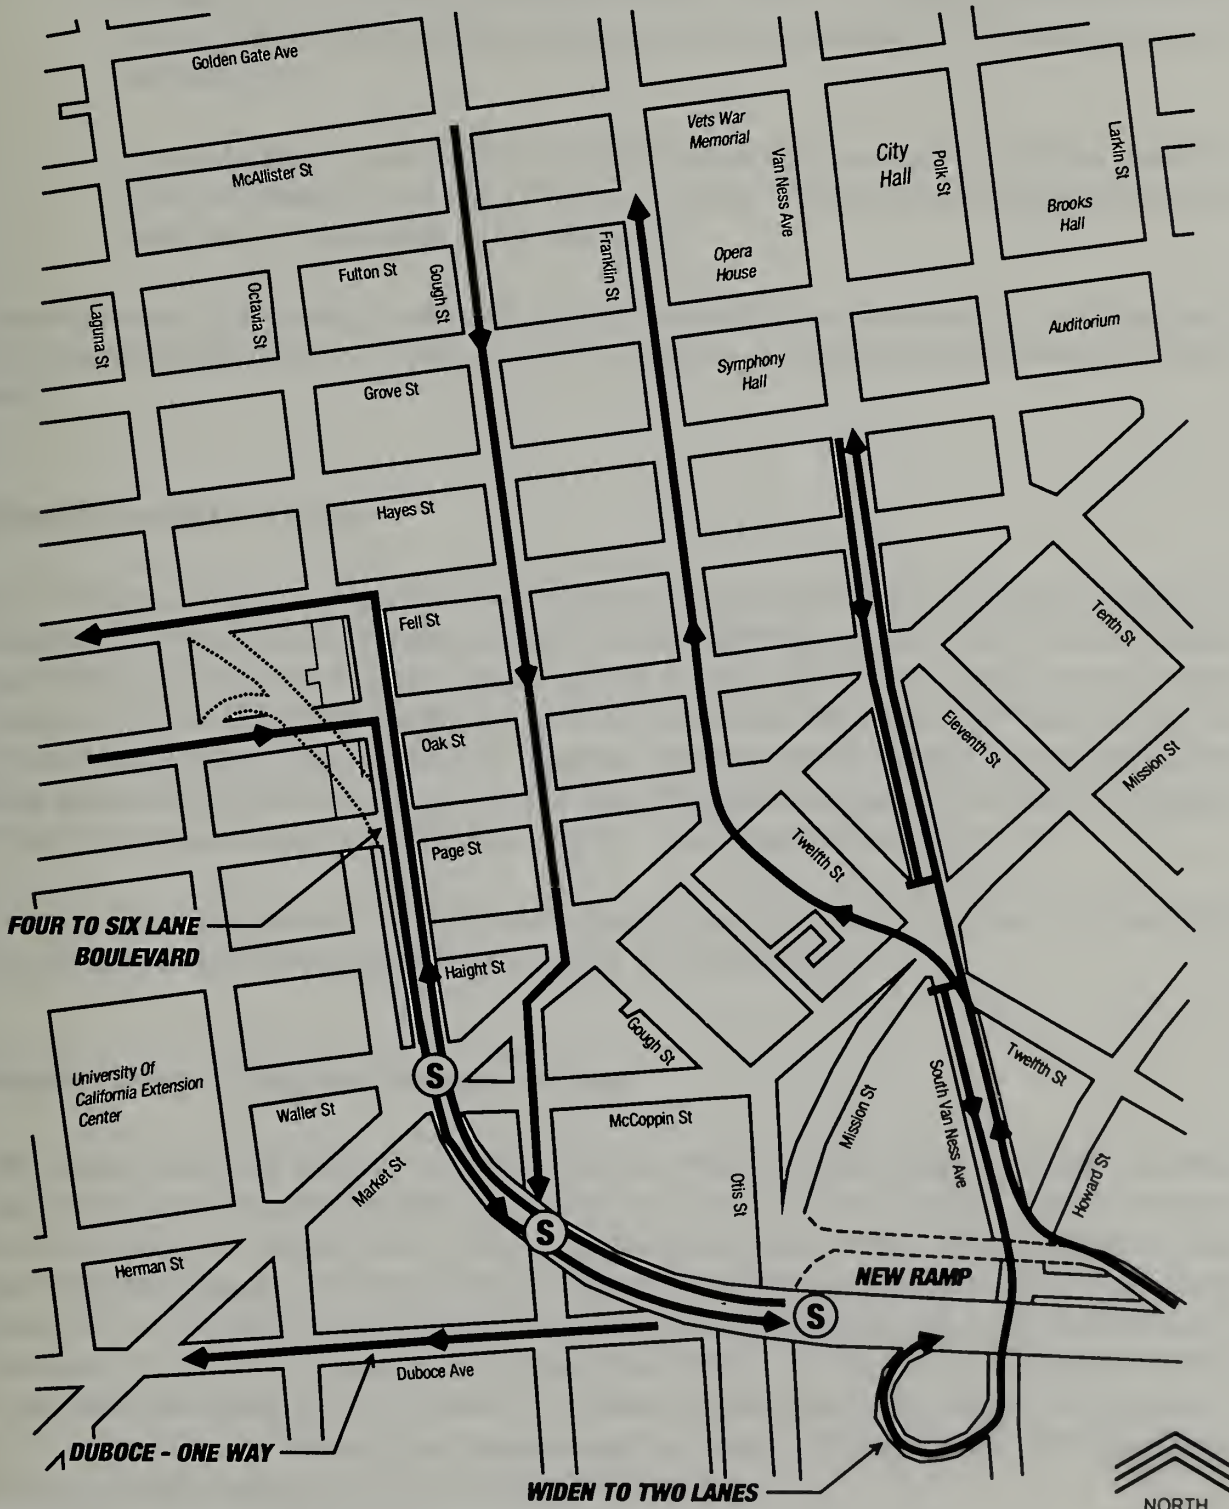 Golden Gate Ave
McAllister St
Vets War
Memorial
Van Ness Ave
City
Hall
Polk St
Larkin St
Brooks
Hall
Opera
House
Franklin St
Fulton St
Gough St
Octavia St
Laguna St
Auditorium
Symphony
Hall
Grove St
Hayes St
Fell St
Tenth St
Oak St
Eleventh St
Mission St
Page St
Twelfth St
FOUR TO SIX LANE
BOULEVARD
Haight St
Gough St
University Of
California Extension
Center
Waller St
S
McCoppin St
Mission St
South Van Ness Ave
Twelfth St
Market St
Otis St
Howard St
S
Herman St
NEW RAMP
S
Duboce Ave
DUBOCE - ONE WAY
WIDEN TO TWO LANES
NORTH